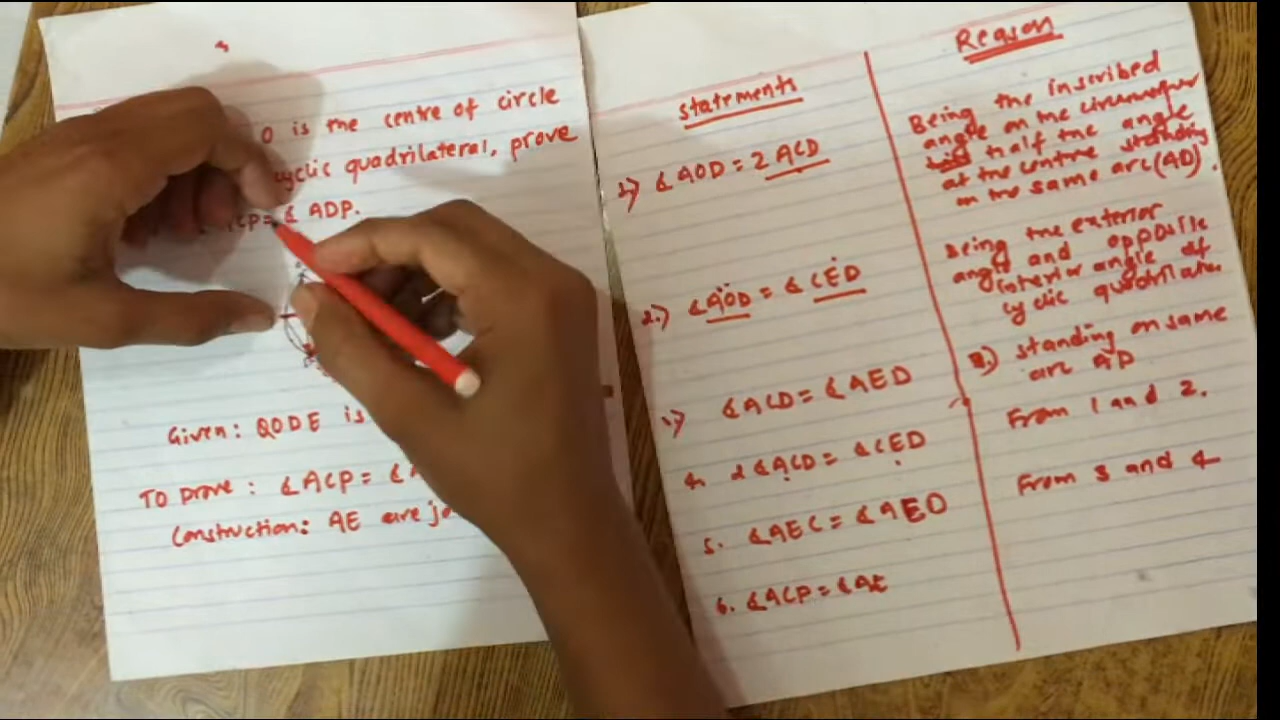 O is the centre of circle
cyclic quadrilateral, prove
∡ ADP.
Given: QODE is
To prove: ∡ACP = ∡
Construction: AE are
statements
1) ∡AOD = 2 ACD
2.) ∡AOD = ∡ CED
∡ACD = ∡AED
4. 2 ∡ACD = ∡CED
5. ∡AEC = ∡AED
6. ∡ACP = ∡AE
Reason
Being the inscribed
angle on the
half the angle
at the centre standing
on the same arc (AD).
Being the exterior
angle and opposite
interior angle of
cyclic
3.) standing on same
arc AD
From 1 and 2.
From 3 and 4